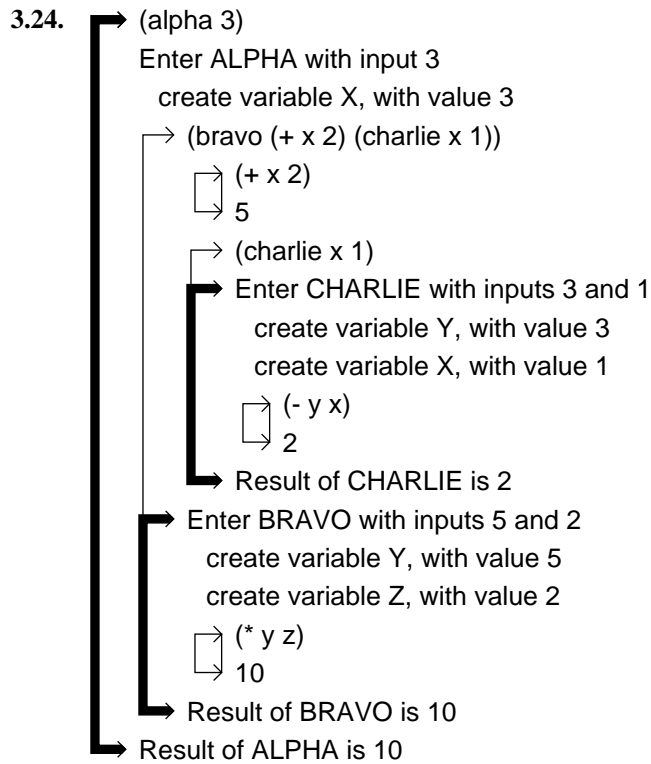 3.24. (alpha 3)
Enter ALPHA with input 3
create variable X, with value 3
(bravo (+ x 2) (charlie x 1))
(+ x 2)
5
(charlie x 1)
Enter CHARLIE with inputs 3 and 1
create variable Y, with value 3
create variable X, with value 1
(- y x)
2
Result of CHARLIE is 2
Enter BRAVO with inputs 5 and 2
create variable Y, with value 5
create variable Z, with value 2
(* y z)
10
Result of BRAVO is 10
Result of ALPHA is 10